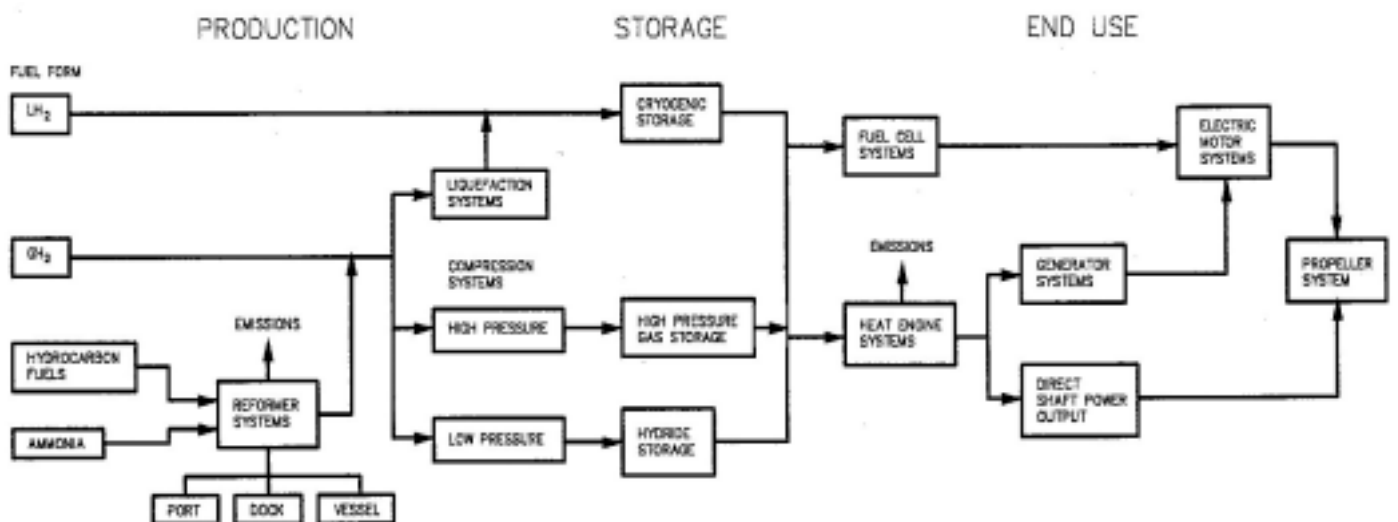 PRODUCTION
STORAGE
END USE
FUEL FORM
LH₂
CRYOGENIC
STORAGE
FUEL CELL
SYSTEMS
ELECTRIC
MOTOR
SYSTEMS
LIQUEFACTION
SYSTEMS
GH₂
COMPRESSION
SYSTEMS
EMISSIONS
GENERATOR
SYSTEMS
PROPELLER
SYSTEM
EMISSIONS
HIGH PRESSURE
HIGH PRESSURE
GAS STORAGE
HEAT ENGINE
SYSTEMS
HYDROCARBON
FUELS
REFORMER
SYSTEMS
DIRECT
SHAFT POWER
OUTPUT
AMMONIA
LOW PRESSURE
HYDRIDE
STORAGE
PORT
DOCK
VESSEL